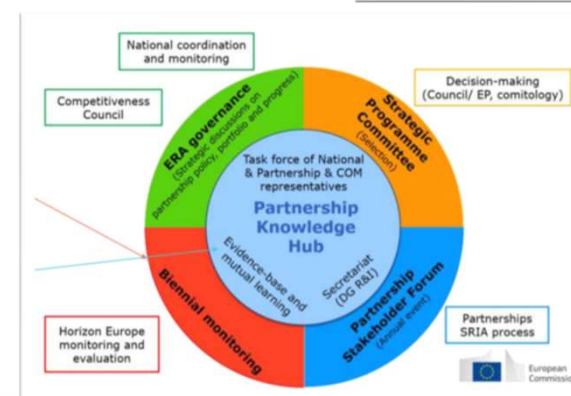 National coordination
and monitoring
Competitiveness
Council
Decision-making
(Council/ EP, comitology)
ERA governance
(Strategic discussions on
partnership policy, portfolio and progress)
Strategic
Programme
Committee
(Selection)
Task force of National
& Partnership & COM
representatives
Partnership
Knowledge
Hub
Evidence-base and
mutual learning
Secretariat
(DG R&I)
Biennial monitoring
Partnership
Stakeholder Forum
(Annual event)
Horizon Europe
monitoring and
evaluation
Partnerships
SRIA process
European
Commissio